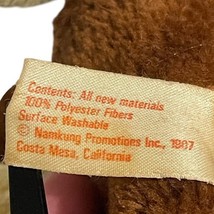 Contents: All new materials
100% Polyester Fibers
Surface Washable
© Namkung Promotions Inc., 1987
Costa Mesa, California